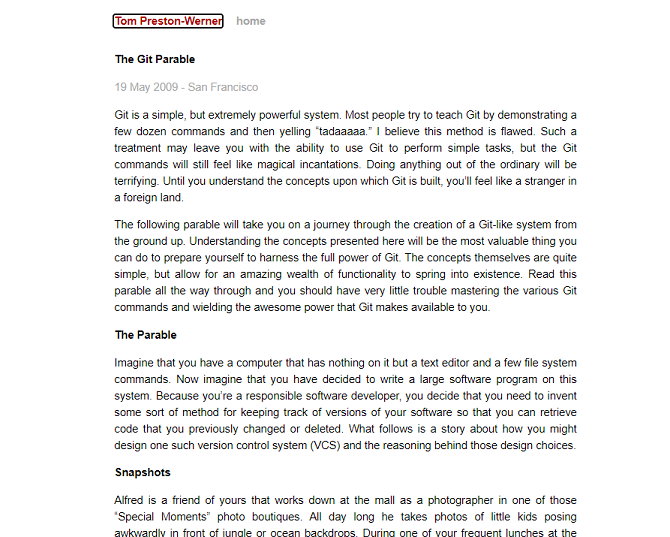 Tom Preston-Werner home
The Git Parable
19 May 2009 - San Francisco
Git is a simple, but extremely powerful system. Most people try to teach Git by demonstrating a
few dozen commands and then yelling “tadaaaaa.” I believe this method is flawed. Such a
treatment may leave you with the ability to use Git to perform simple tasks, but the Git
commands will still feel like magical incantations. Doing anything out of the ordinary will be
terrifying. Until you understand the concepts upon which Git is built, you’ll feel like a stranger in
a foreign land.
The following parable will take you on a journey through the creation of a Git-like system from
the ground up. Understanding the concepts presented here will be the most valuable thing you
can do to prepare yourself to harness the full power of Git. The concepts themselves are quite
simple, but allow for an amazing wealth of functionality to spring into existence. Read this
parable all the way through and you should have very little trouble mastering the various Git
commands and wielding the awesome power that Git makes available to you.
The Parable
Imagine that you have a computer that has nothing on it but a text editor and a few file system
commands. Now imagine that you have decided to write a large software program on this
system. Because you’re a responsible software developer, you decide that you need to invent
some sort of method for keeping track of versions of your software so that you can retrieve
code that you previously changed or deleted. What follows is a story about how you might
design one such version control system (VCS) and the reasoning behind those design choices.
Snapshots
Alfred is a friend of yours that works down at the mall as a photographer in one of those
“Special Moments” photo boutiques. All day long he takes photos of little kids posing
awkwardly in front of jungle or ocean backdrops. During one of your frequent lunches at the